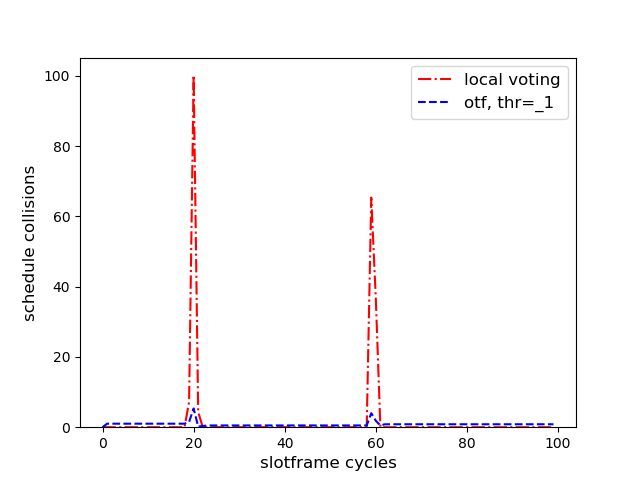 local voting
otf, thr=_1
100
80
60
40
20
0
schedule collisions
0 20 40 60 80 100
slotframe cycles